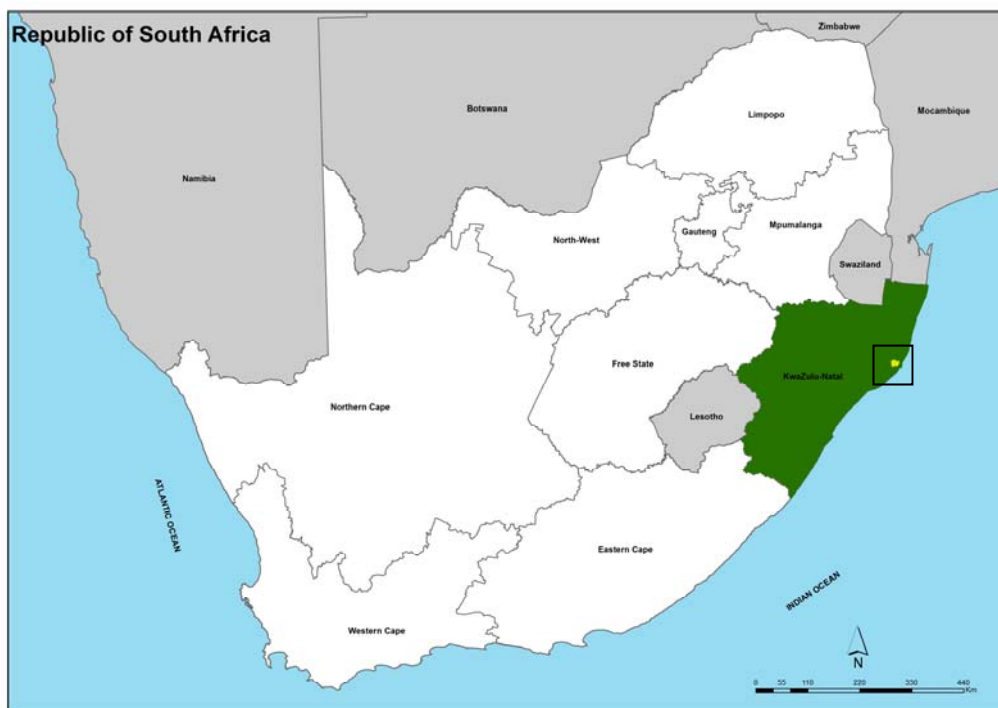 Republic of South Africa
Zimbabwe
Botswana
Mocambique
Limpopo
Namibia
North-West
Gauteng
Mpumalanga
Swaziland
Free State
KwaZulu-Natal
Northern Cape
Lesotho
ATLANTIC OCEAN
Eastern Cape
INDIAN OCEAN
Western Cape
N
0 55 110 220 330 440
Km